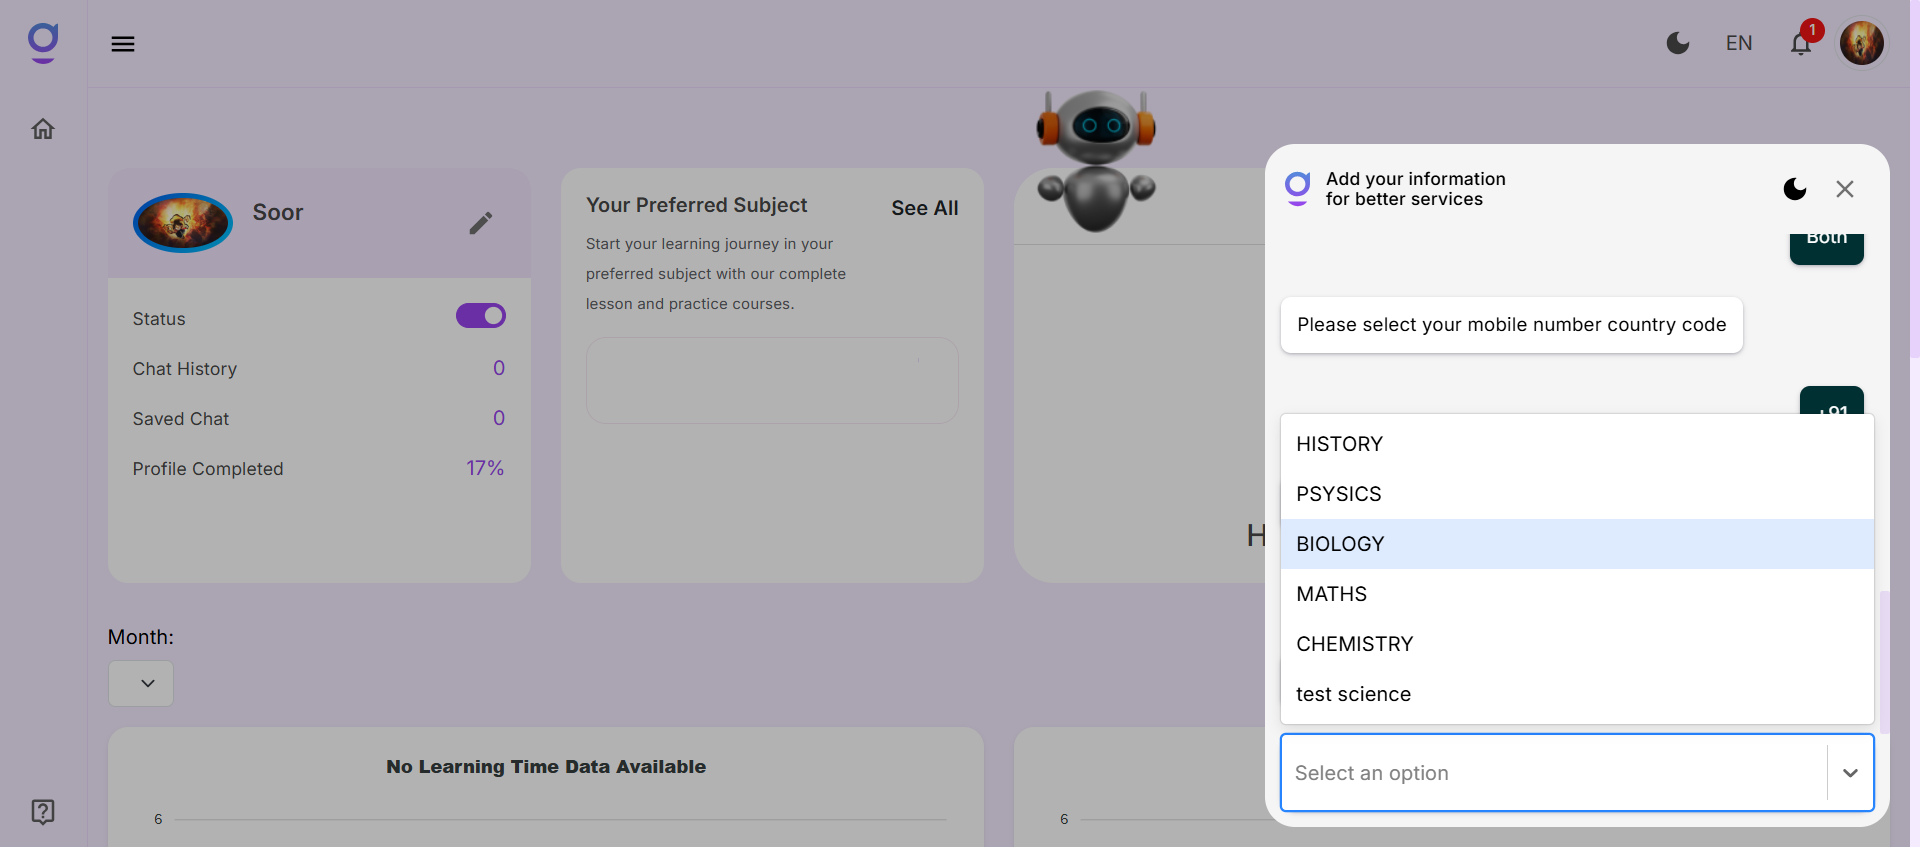 EN
1
Soor
Status
Chat History
0
Saved Chat
0
Profile Completed
17%
Your Preferred Subject
See All
Start your learning journey in your
preferred subject with our complete
lesson and practice courses.
H
Month:
No Learning Time Data Available
6
6
Add your information
for better services
Both
Please select your mobile number country code
+91
HISTORY
PSYSICS
BIOLOGY
MATHS
CHEMISTRY
test science
Select an option